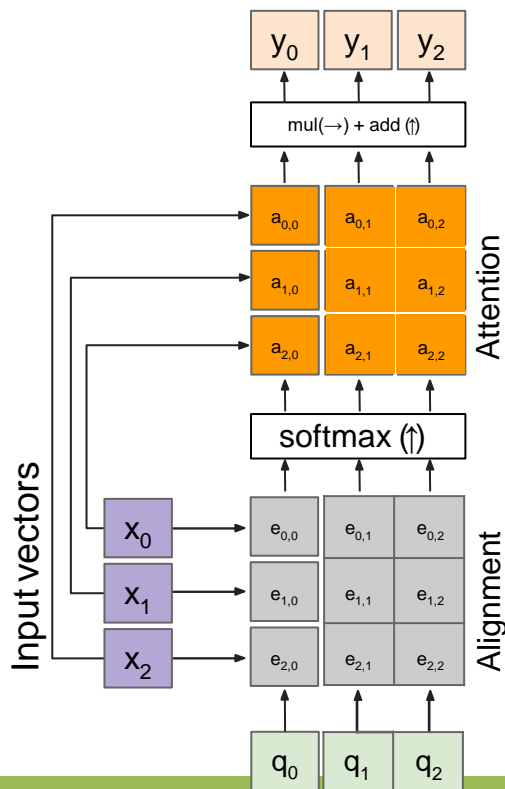 y0 y1 y2
mul(→) + add (↑)
a0,0 a0,1 a0,2
a1,0 a1,1 a1,2
a2,0 a2,1 a2,2
Attention
softmax (↑)
Input vectors
x0 e0,0 e0,1 e0,2
x1 e1,0 e1,1 e1,2
x2 e2,0 e2,1 e2,2
Alignment
q0 q1 q2